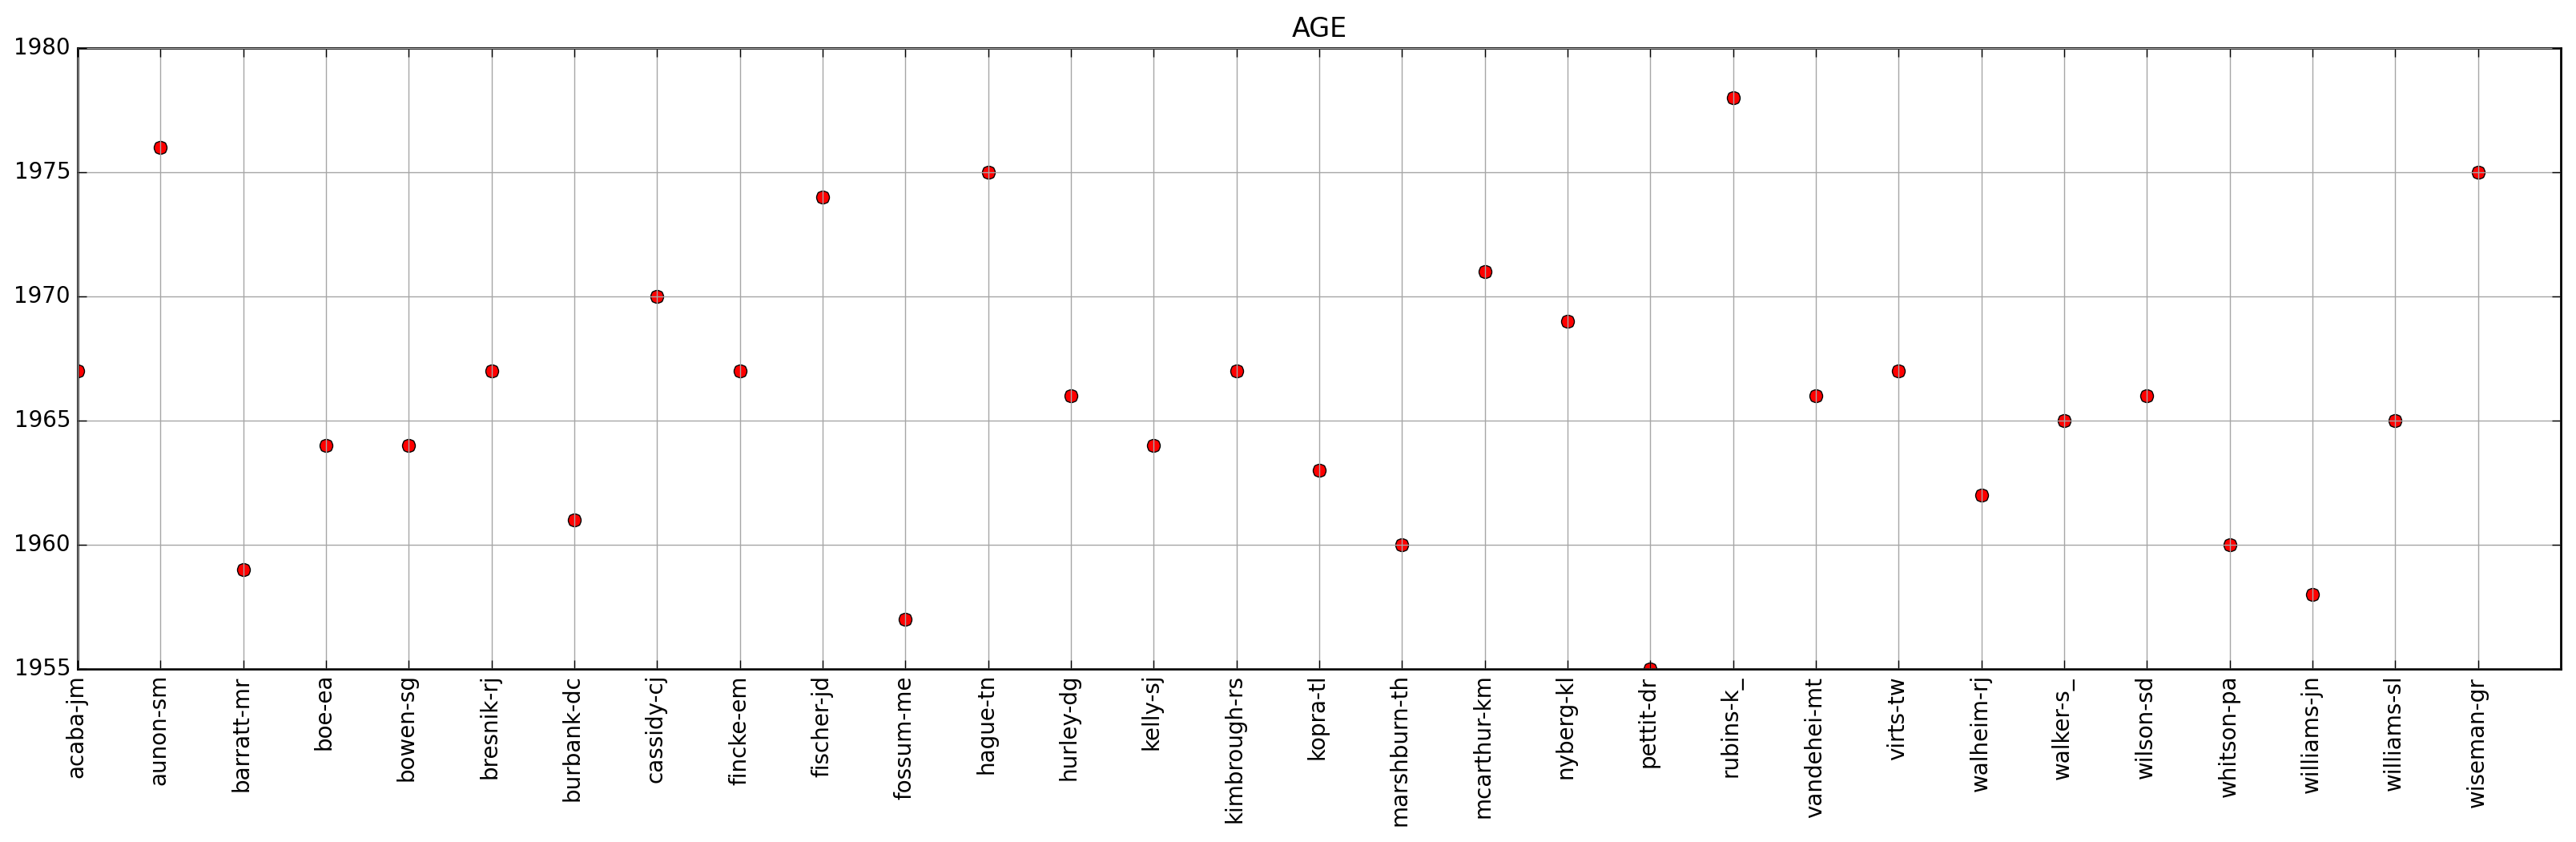 AGE
1980
1975
1970
1965
1960
1955
acaba-jm
aunon-sm
barratt-mr
boe-ea
bowen-sg
bresnik-rj
burbank-dc
cassidy-cj
fincke-em
fischer-jd
fossum-me
hague-tn
hurley-dg
kelly-sj
kimbrough-rs
kopra-tl
marshburn-th
mcarthur-km
nyberg-kl
pettit-dr
rubins-k_
vandehei-mt
virts-tw
walheim-rj
walker-s_
wilson-sd
whitson-pa
williams-jn
williams-sl
wiseman-gr